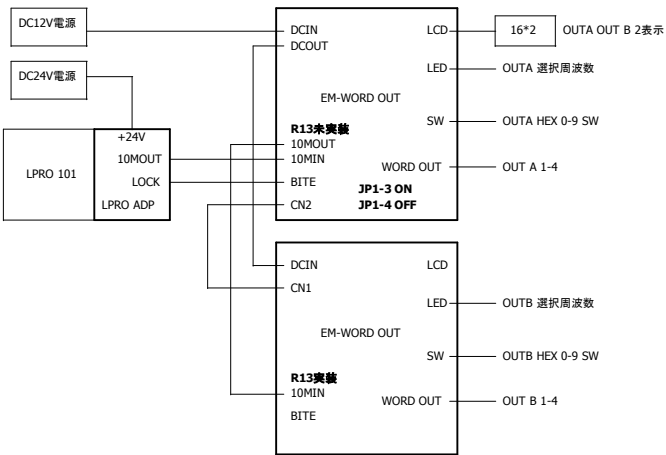 DC12V電源
DC24V電源
+24V
10MOUT
LOCK
LPRO ADP
LPRO 101
DCIN
DCOUT
EM-WORD OUT
R13未実装
10MOUT
10MIN
BITE
CN2
LCD
LED
SW
WORD OUT
JP1-3 ON
JP1-4 OFF
16*2
OUTA OUT B 2表示
OUTA 選択周波数
OUTA HEX 0-9 SW
OUT A 1-4
DCIN
CN1
EM-WORD OUT
R13実装
10MIN
BITE
LCD
LED
SW
WORD OUT
OUTB 選択周波数
OUTB HEX 0-9 SW
OUT B 1-4